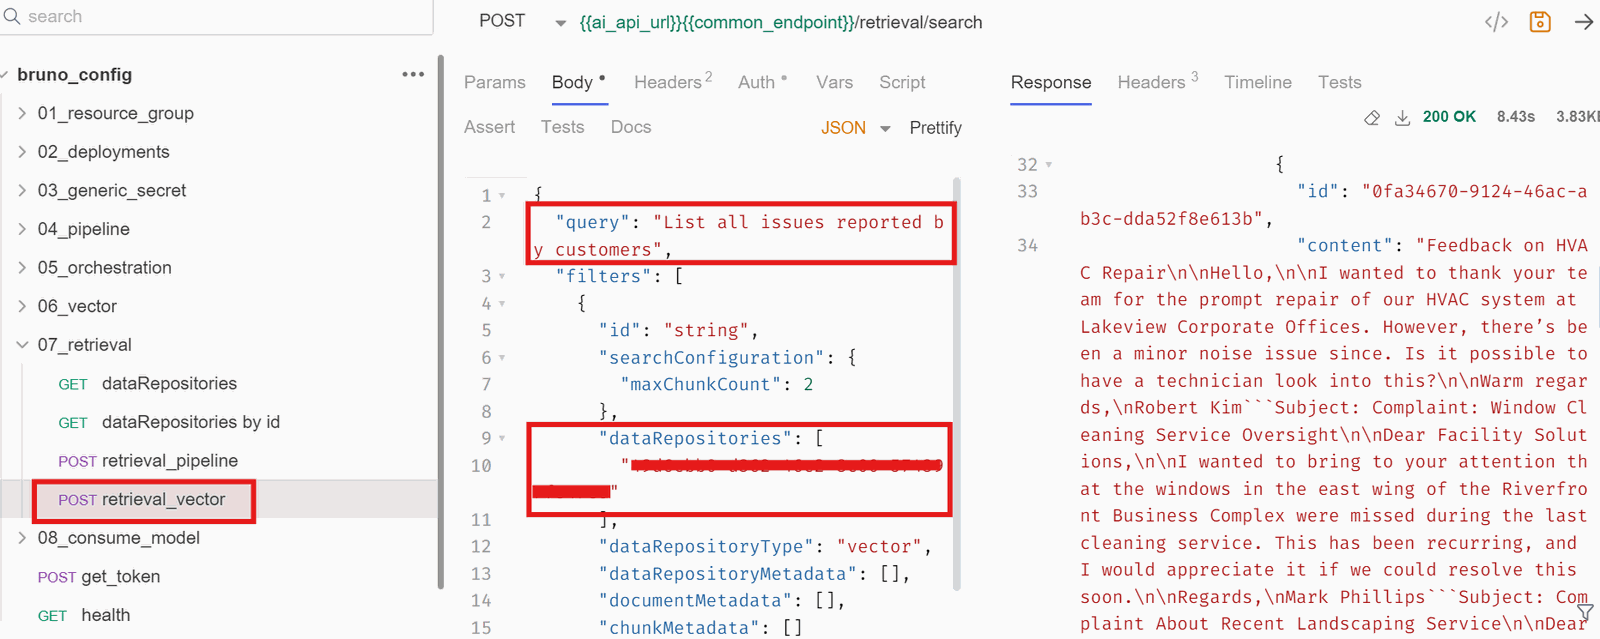 search
bruno_config
01_resource_group
02_deployments
03_generic_secret
04_pipeline
05_orchestration
06_vector
07_retrieval
GET dataRepositories
GET dataRepositories by id
POST retrieval_pipeline
POST retrieval_vector
08_consume_model
POST get_token
GET health
POST {{ai_api_url}}{{common_endpoint}}/retrieval/search
Params Body Headers 2 Auth Vars Script
Assert Tests Docs JSON Prettify
1 {
2 "query": "List all issues reported b
y customers",
3 "filters": [
4 {
5 "id": "string",
6 "searchConfiguration": {
7 "maxChunkCount": 2
8 },
9 "dataRepositories": [
10 "
"
11 ],
12 "dataRepositoryType": "vector",
13 "dataRepositoryMetadata": [],
14 "documentMetadata": [],
15 "chunkMetadata": []
Response Headers 3 Timeline Tests
200 OK 8.43s 3.83K
32 {
33 "id": "0fa34670-9124-46ac-a
b3c-dda52f8e613b",
34 "content": "Feedback on HVA
C Repair\n\nHello,\n\nI wanted to thank your te
am for the prompt repair of our HVAC system at
Lakeview Corporate Offices. However, there’s be
en a minor noise issue since. Is it possible to
have a technician look into this?\n\nWarm regar
ds,\nRobert Kim```Subject: Complaint: Window Cl
eaning Service Oversight\n\nDear Facility Solut
ions,\n\nI wanted to bring to your attention th
at the windows in the east wing of the Riverfro
nt Business Complex were missed during the last
cleaning service. This has been recurring, and
I would appreciate it if we could resolve this
soon.\n\nRegards,\nMark Phillips```Subject: Com
plaint About Recent Landscaping Service\n\nDear